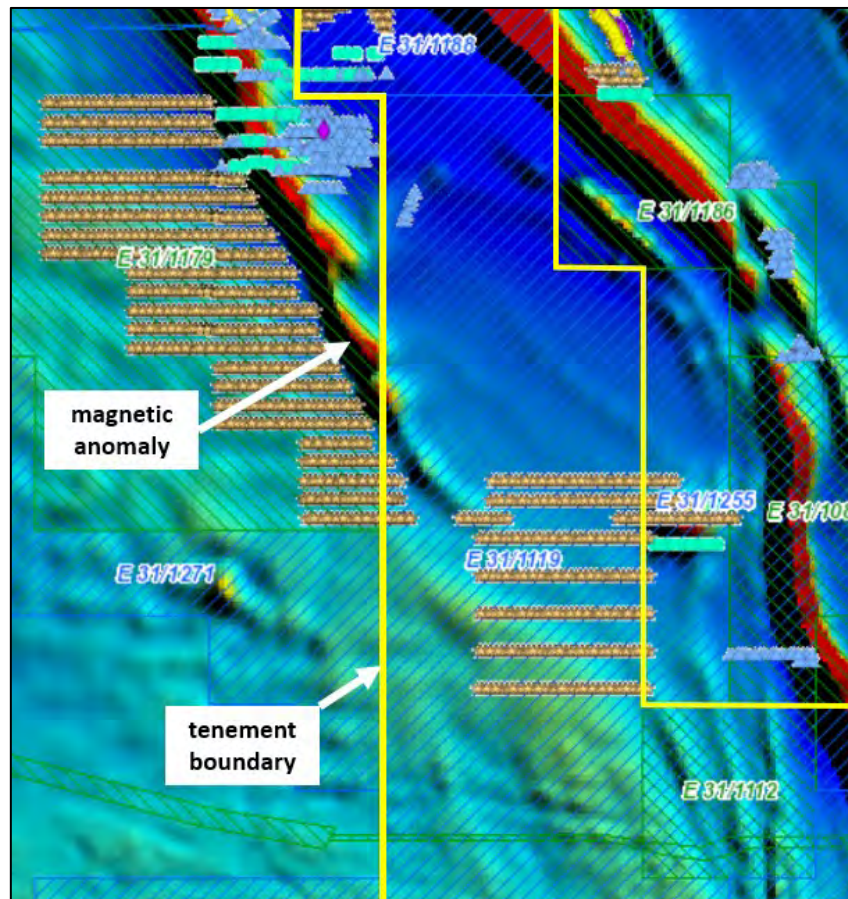 E 31/1188
E 31/1186
E 31/1179
magnetic
anomaly
E 31/1255
E 31/108
E 31/1119
E 31/1271
tenement
boundary
E 31/1112